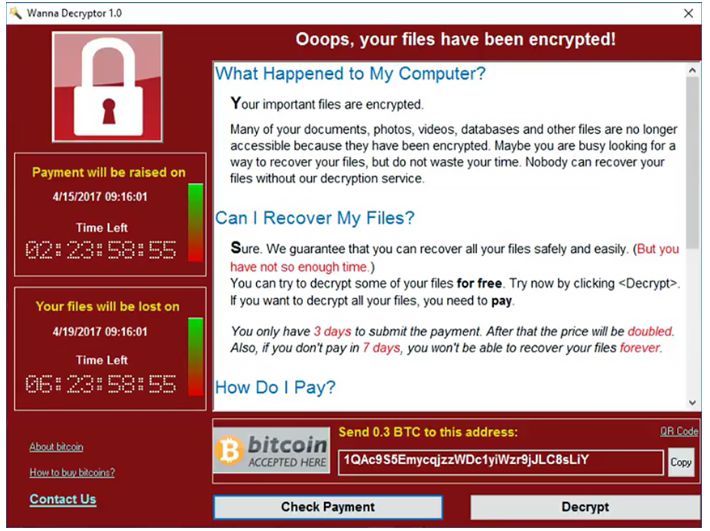 Wanna Decryptor 1.0
Ooops, your files have been encrypted!
Payment will be raised on
4/15/2017 09:16:01
Time Left
02:23:58:55
Your files will be lost on
4/19/2017 09:16:01
Time Left
06:23:58:55
About bitcoin
How to buy bitcoins?
Contact Us
What Happened to My Computer?
Your important files are encrypted.
Many of your documents, photos, videos, databases and other files are no longer
accessible because they have been encrypted. Maybe you are busy looking for a
way to recover your files, but do not waste your time. Nobody can recover your
files without our decryption service.
Can I Recover My Files?
Sure. We guarantee that you can recover all your files safely and easily. (But you
have not so enough time.)
You can try to decrypt some of your files for free. Try now by clicking <Decrypt>.
If you want to decrypt all your files, you need to pay.
You only have 3 days to submit the payment. After that the price will be doubled.
Also, if you don't pay in 7 days, you won't be able to recover your files forever.
How Do I Pay?
bitcoin
ACCEPTED HERE
Send 0.3 BTC to this address:
QR Code
1QAc9S5EmycqjzzWDc1yiWzr9jJLC8sLiY
Copy
Check Payment
Decrypt